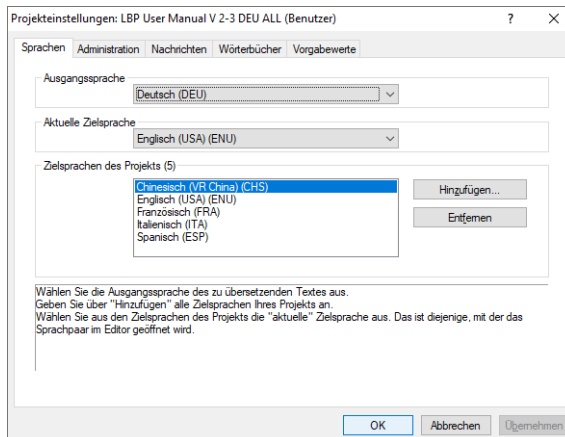 Projekteinstellungen: LBP User Manual V 2-3 DEU ALL (Benutzer)
Sprachen Administration Nachrichten Wörterbücher Vorgabewerte
Ausgangssprache
Deutsch (DEU)
Aktuelle Zielsprache
Englisch (USA) (ENU)
Zielsprachen des Projekts (5)
Chinesisch (VR China) (CHS)
Englisch (USA) (ENU)
Französisch (FRA)
Italienisch (ITA)
Spanisch (ESP)
Hinzufügen...
Entfernen
Wählen Sie die Ausgangssprache des zu übersetzenden Textes aus.
Geben Sie über "Hinzufügen" alle Zielsprachen Ihres Projekts an.
Wählen Sie aus den Zielsprachen des Projekts die "aktuelle" Zielsprache aus. Das ist diejenige, mit der das
Sprachpaar im Editor geöffnet wird.
OK Abbrechen Übernehmen